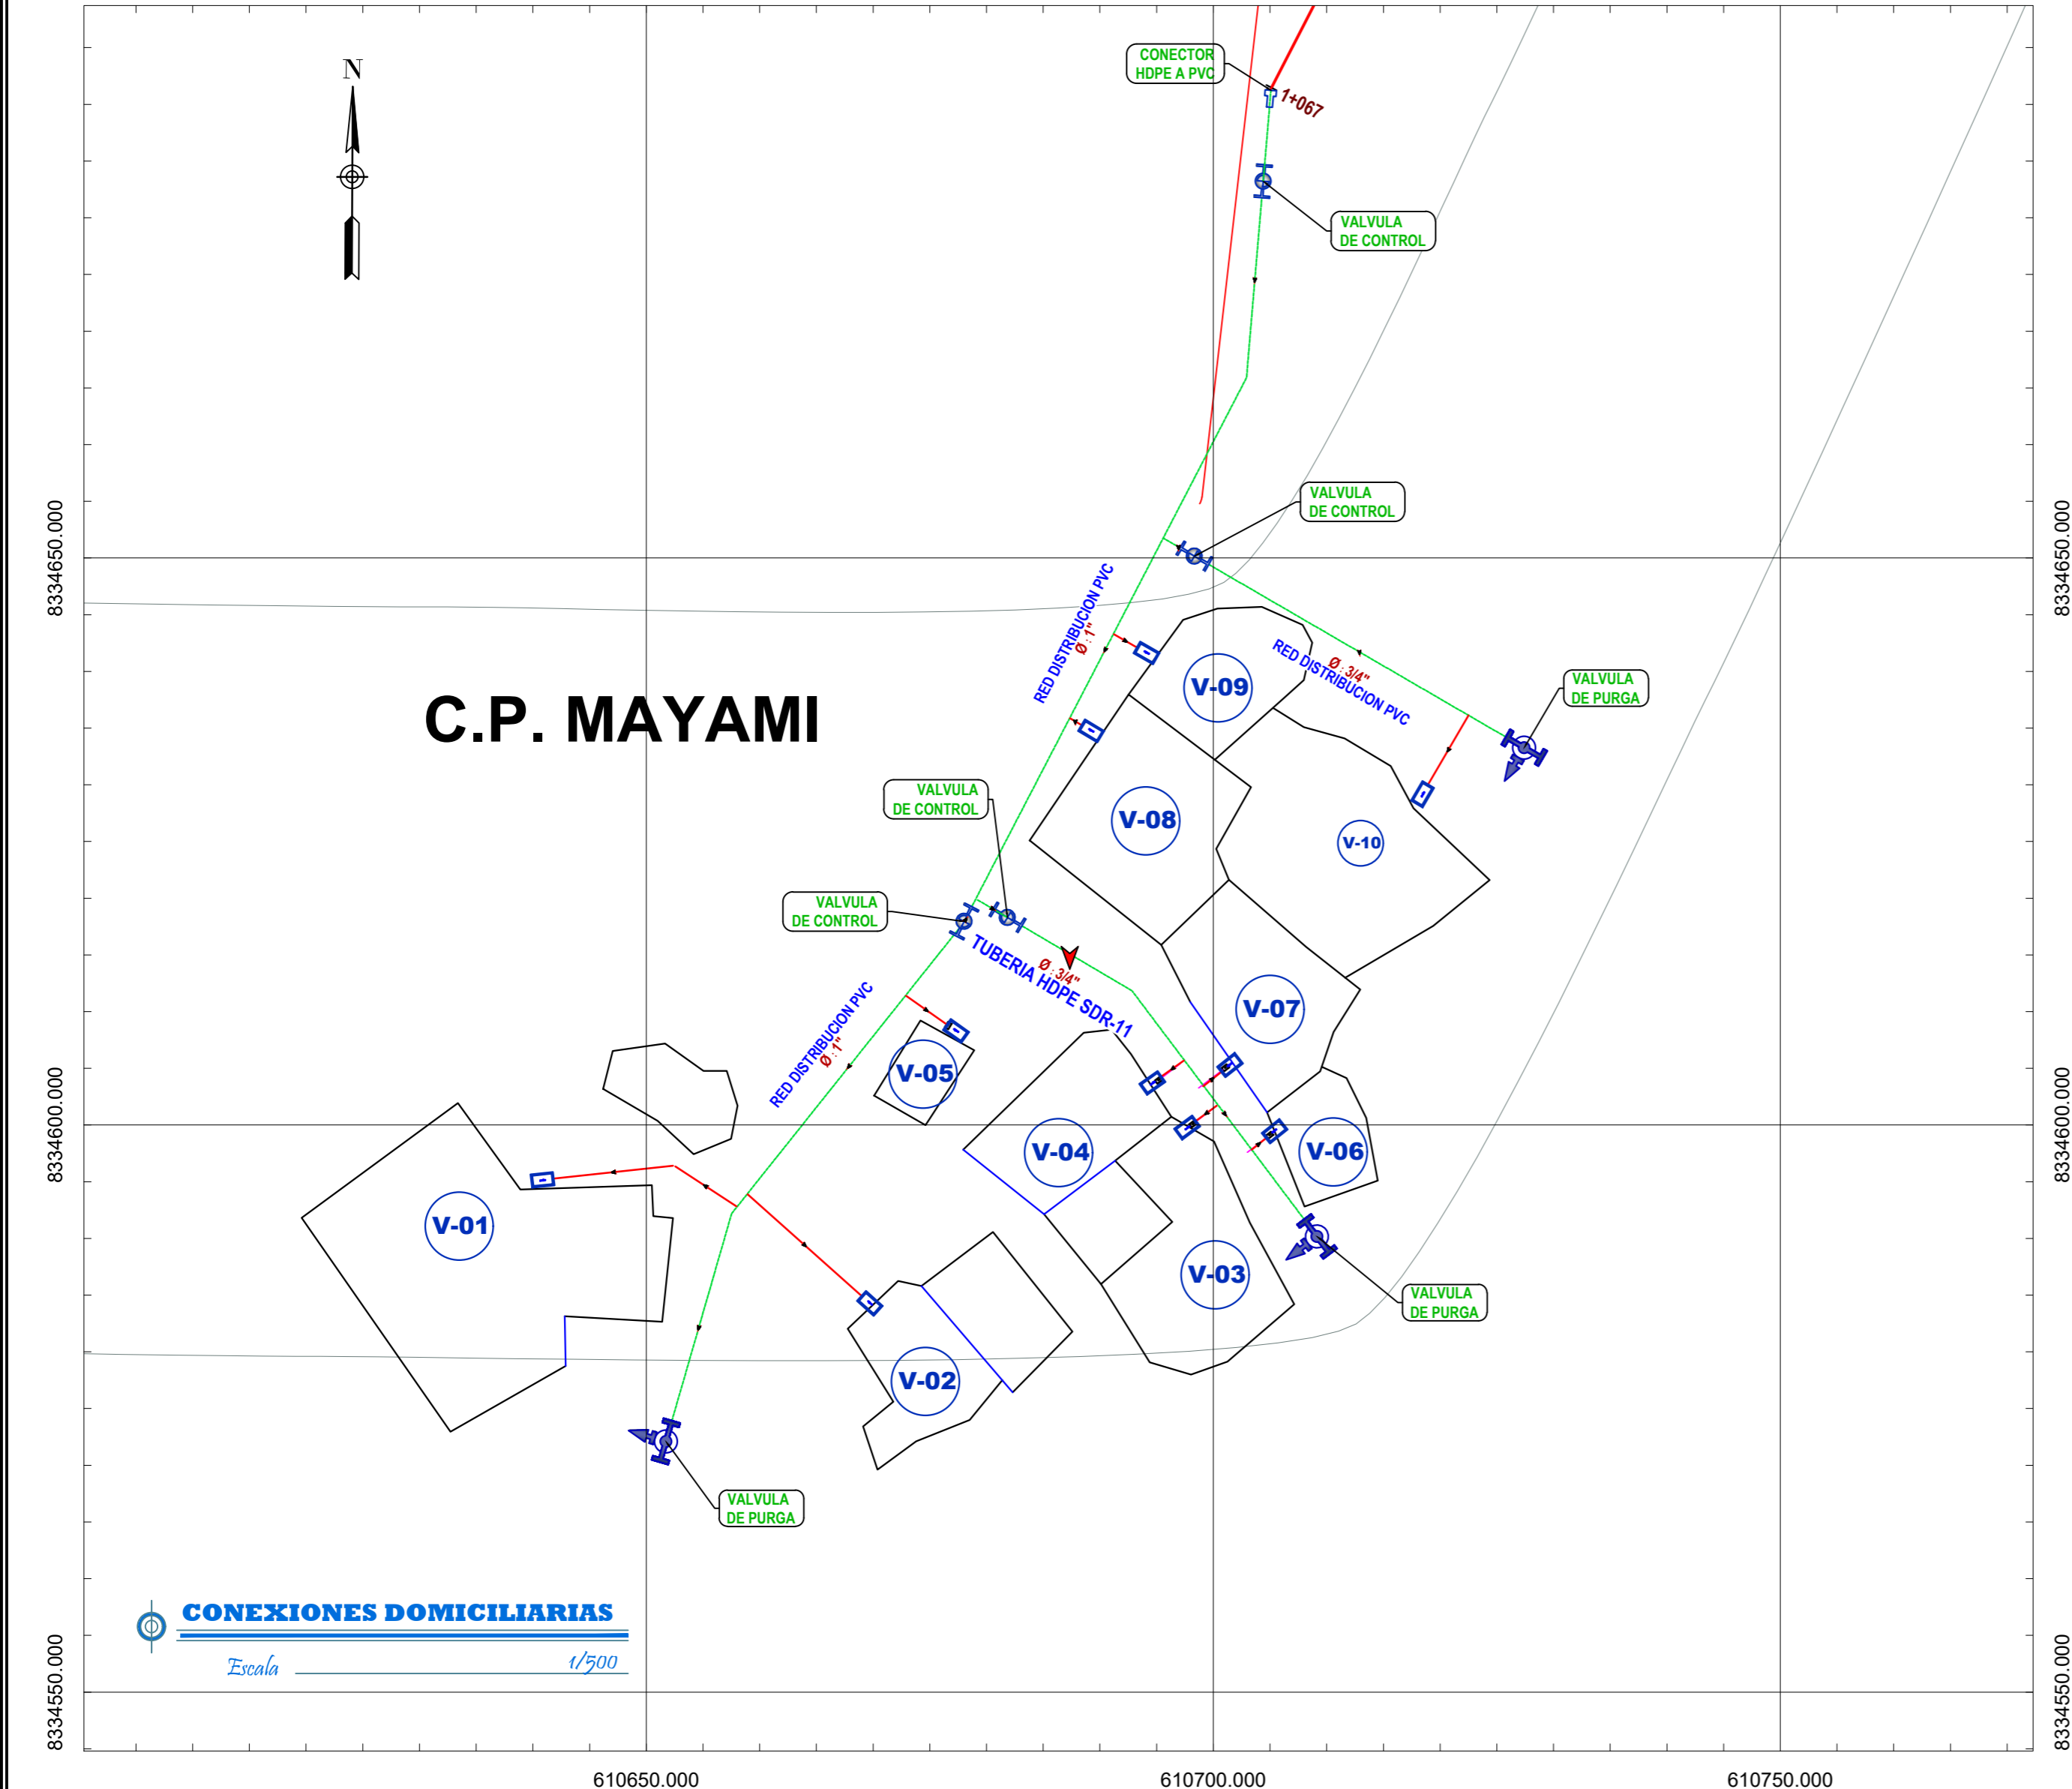 N
CONECTOR
HDPE A PVC
1+067
VALVULA
DE CONTROL
VALVULA
DE CONTROL
8334650.000
8334650.000
RED DISTRIBUCION PVC
Ø : 1"
RED DISTRIBUCION PVC
Ø : 3/4"
VALVULA
DE PURGA
V-09
C.P. MAYAMI
VALVULA
DE CONTROL
V-08
V-10
VALVULA
DE CONTROL
TUBERIA HDPE SDR-11
Ø : 3/4"
RED DISTRIBUCION PVC
Ø : 1"
V-07
V-05
8334600.000
8334600.000
V-04
V-06
V-01
V-03
VALVULA
DE PURGA
V-02
VALVULA
DE PURGA
CONEXIONES DOMICILIARIAS
Escala 1/500
8334550.000
8334550.000
610650.000
610700.000
610750.000